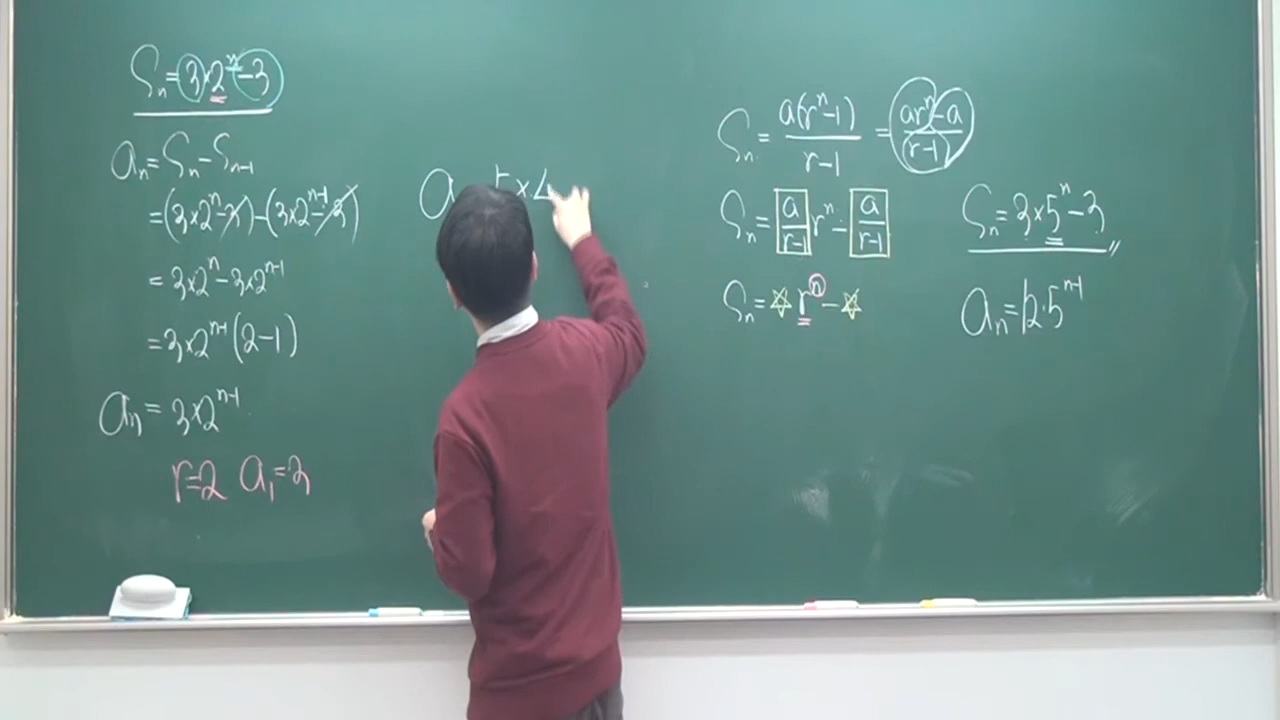 Sₙ = 3×2ⁿ-3
aₙ = Sₙ - Sₙ₋₁
= (3×2ⁿ-3) - (3×2ⁿ⁻¹-3)
= 3×2ⁿ - 3×2ⁿ⁻¹
= 3×2ⁿ⁻¹(2-1)
aₙ = 3×2ⁿ⁻¹
r=2 a₁=3
a 5×4
Sₙ = a(rⁿ-1)/r-1 = arⁿ-a/r-1
Sₙ = a/r-1 rⁿ - a/r-1
Sₙ = ☆ rⁿ - ☆
Sₙ = 3×5ⁿ-3
aₙ = 12·5ⁿ⁻¹